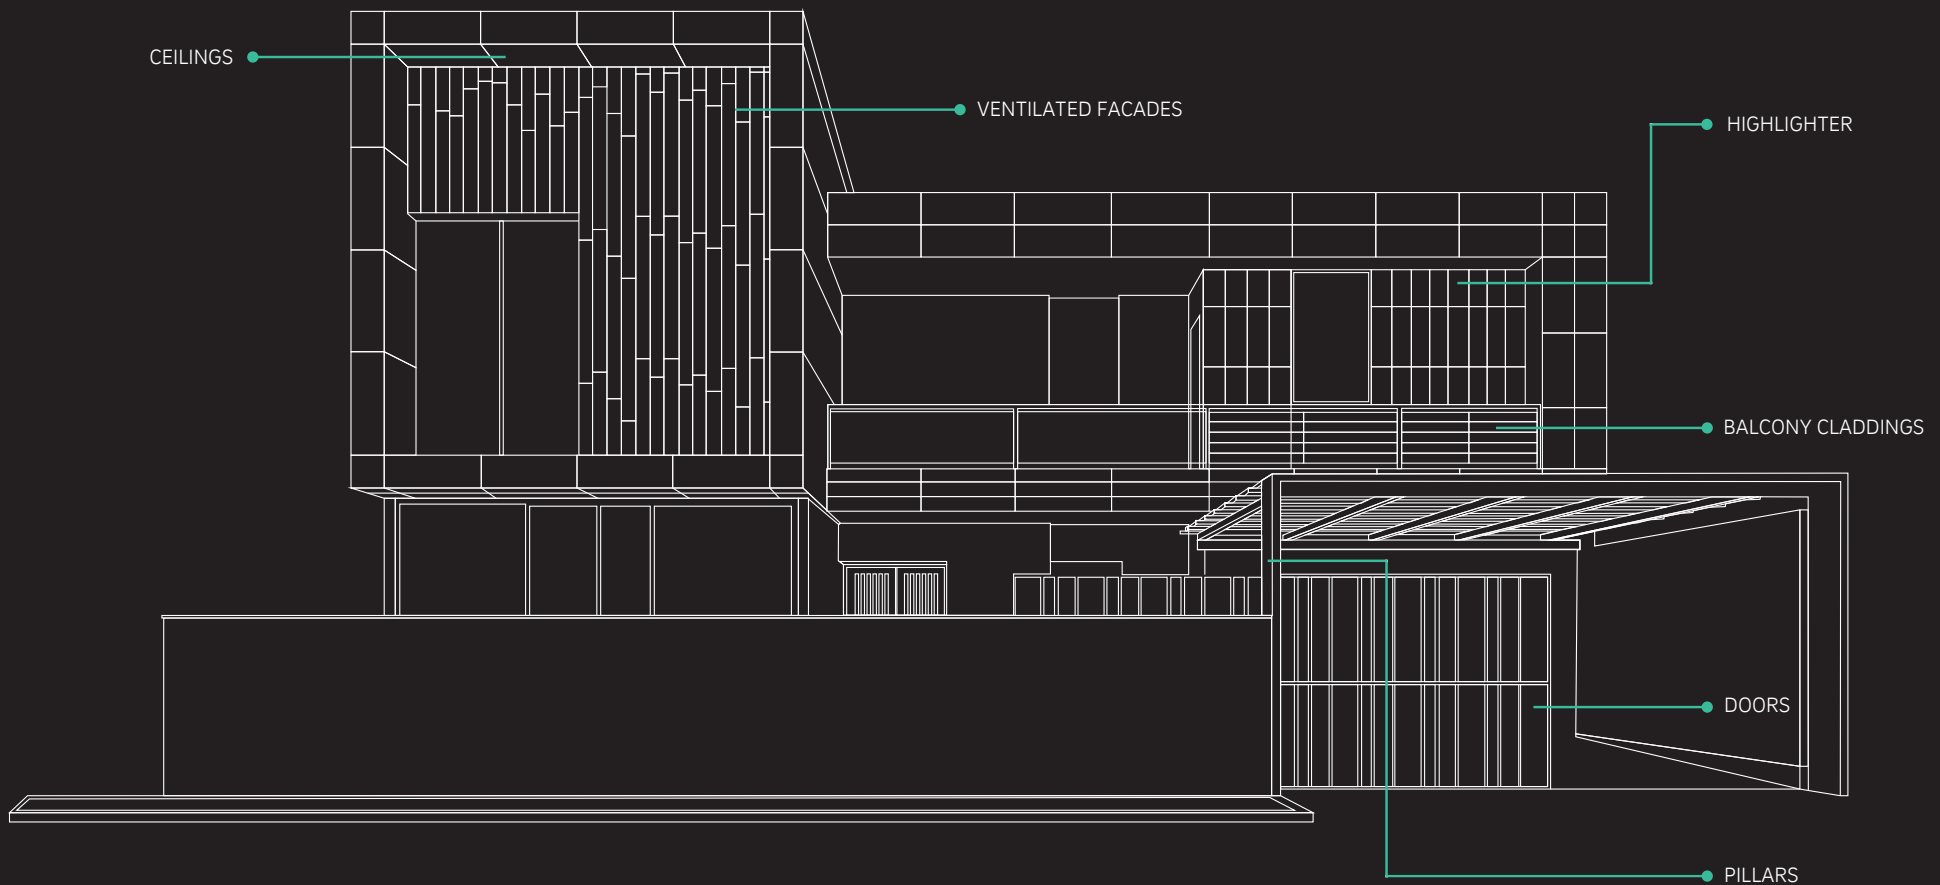 CEILINGS
VENTILATED FACADES
HIGHLIGHTER
BALCONY CLADDINGS
DOORS
PILLARS